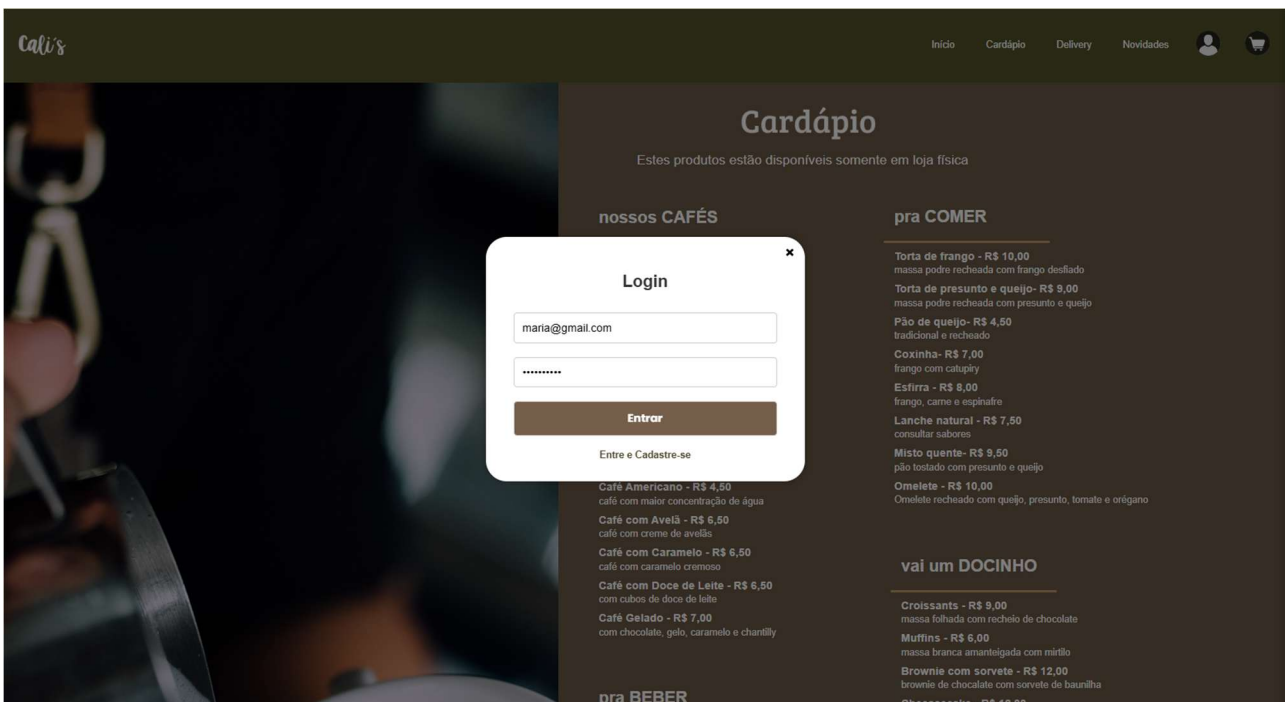 Cali's
Início Cardápio Delivery Novidades
Cardápio
Estes produtos estão disponíveis somente em loja física
nossos CAFÉS
Login
maria@gmail.com
••••••••••
Entrar
Entre e Cadastre-se
Café Americano - R$ 4,50
café com maior concentração de água
Café com Avelã - R$ 6,50
café com creme de avelãs
Café com Caramelo - R$ 6,50
café com caramelo cremoso
Café com Doce de Leite - R$ 6,50
com cubos de doce de leite
Café Gelado - R$ 7,00
com chocolate, gelo, caramelo e chantilly
pra BEBER
pra COMER
Torta de frango - R$ 10,00
massa podre recheada com frango desfiado
Torta de presunto e queijo- R$ 9,00
massa podre recheada com presunto e queijo
Pão de queijo- R$ 4,50
tradicional e recheado
Coxinha- R$ 7,00
frango com catupiry
Esfirra - R$ 8,00
frango, carne e espinafre
Lanche natural - R$ 7,50
consultar sabores
Misto quente- R$ 9,50
pão tostado com presunto e queijo
Omelete - R$ 10,00
Omelete recheado com queijo, presunto, tomate e orégano
vai um DOCINHO
Croissants - R$ 9,00
massa folhada com recheio de chocolate
Muffins - R$ 6,00
massa branca amanteigada com mirtilo
Brownie com sorvete - R$ 12,00
brownie de chocalate com sorvete de baunilha